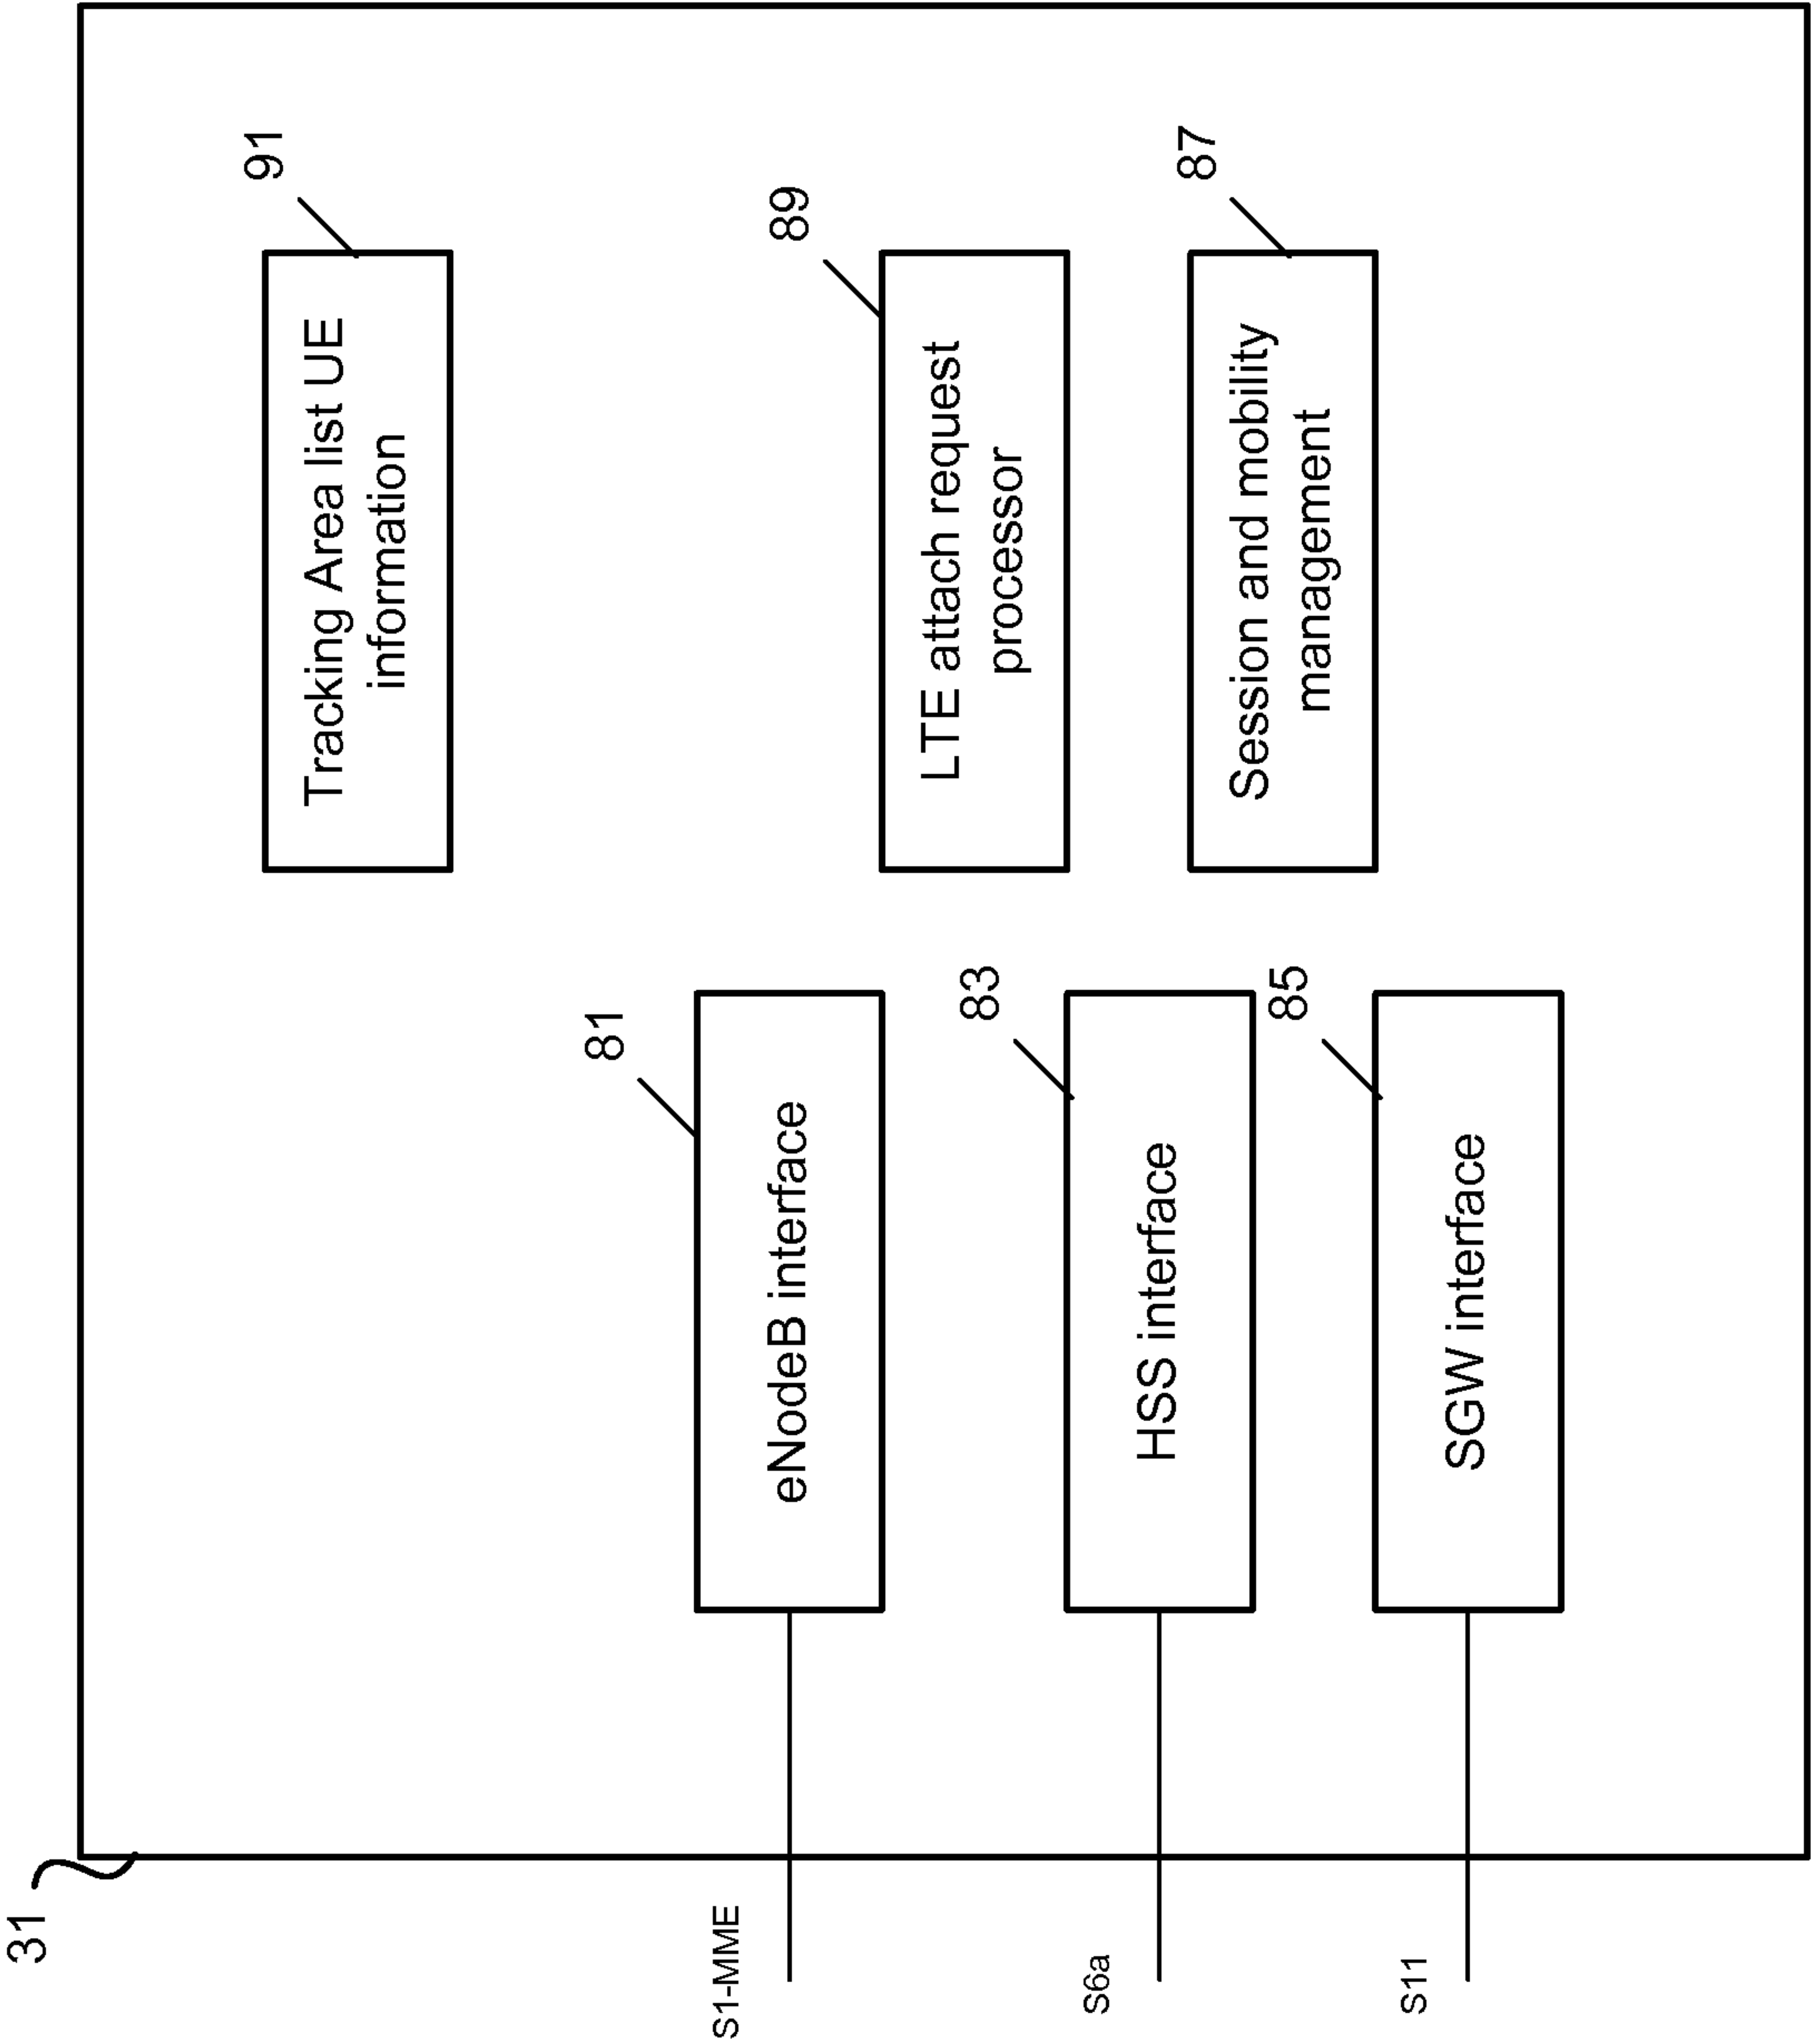 31
91
Tracking Area list UE
information
81
eNodeB interface
S1-MME
89
LTE attach request
processor
83
HSS interface
S6a
87
Session and mobility
management
85
SGW interface
S11